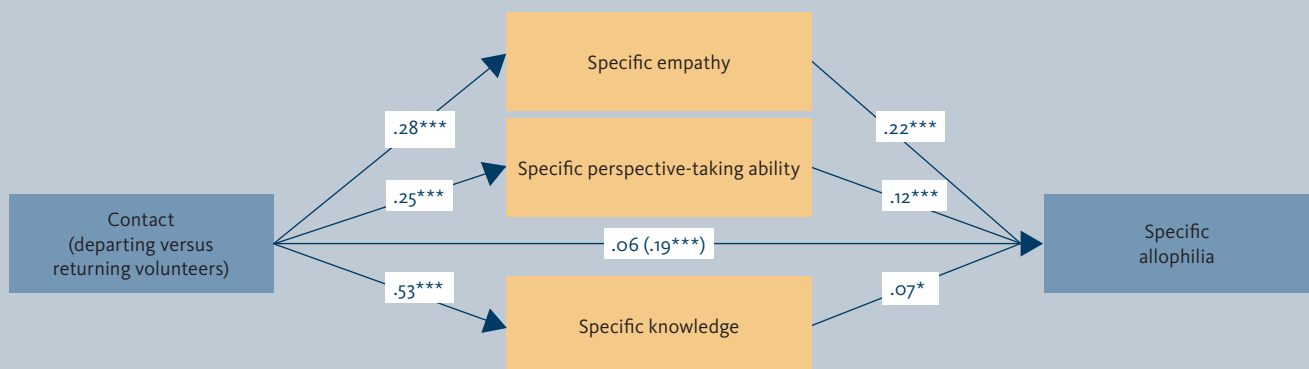 Specific empathy
.28***
.22***
Specific perspective-taking ability
.25***
.12***
Contact
(departing versus
returning volunteers)
.06 (.19***)
Specific
allophilia
.53***
.07*
Specific knowledge